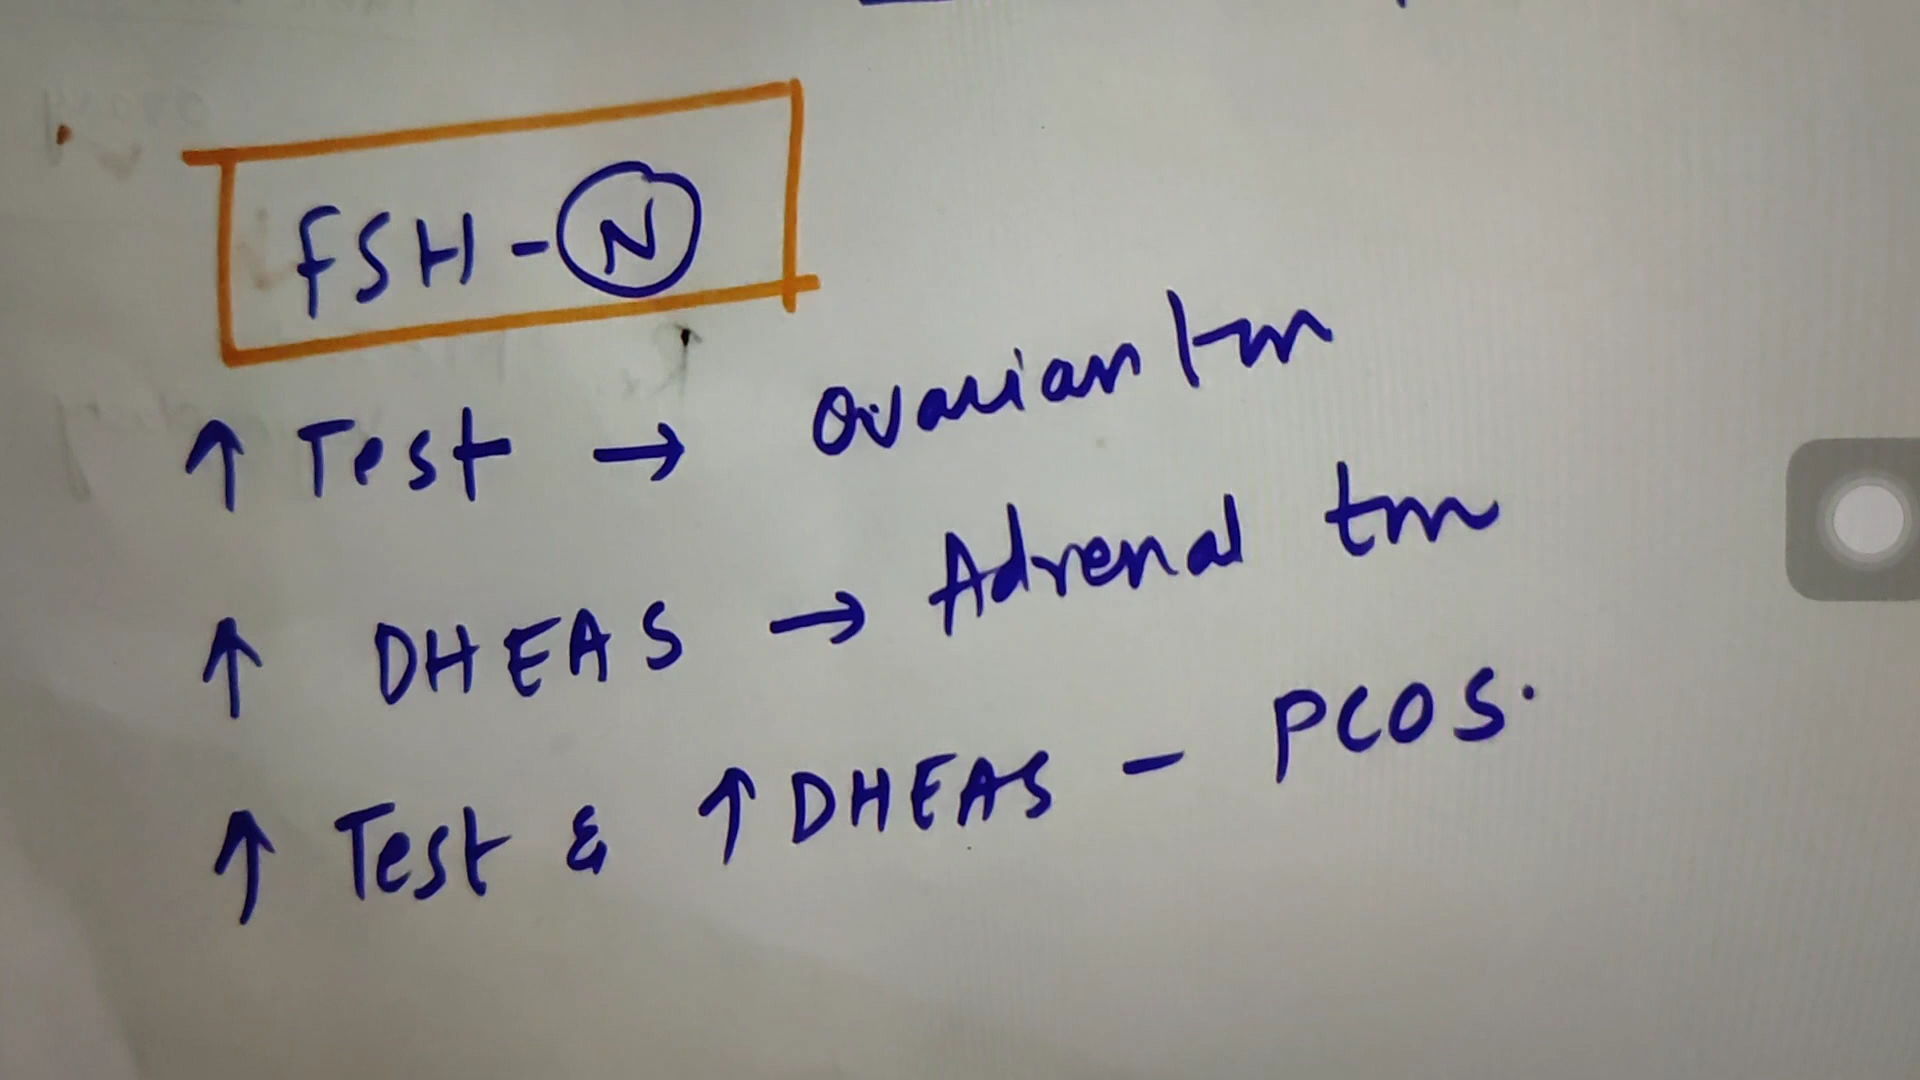 FSH - N
↑ Test → ovarian tm
↑ DHEAS → Adrenal tm
↑ Test & ↑ DHEAS - PCOS.